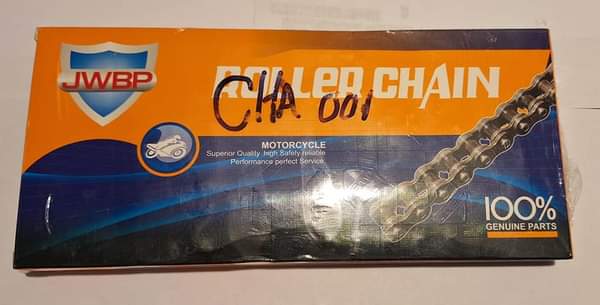 JWBP
ROLLER CHAIN
CHA 001
MOTORCYCLE
Superior Quality high Safety reliable
Performance perfect Service
100%
GENUINE PARTS